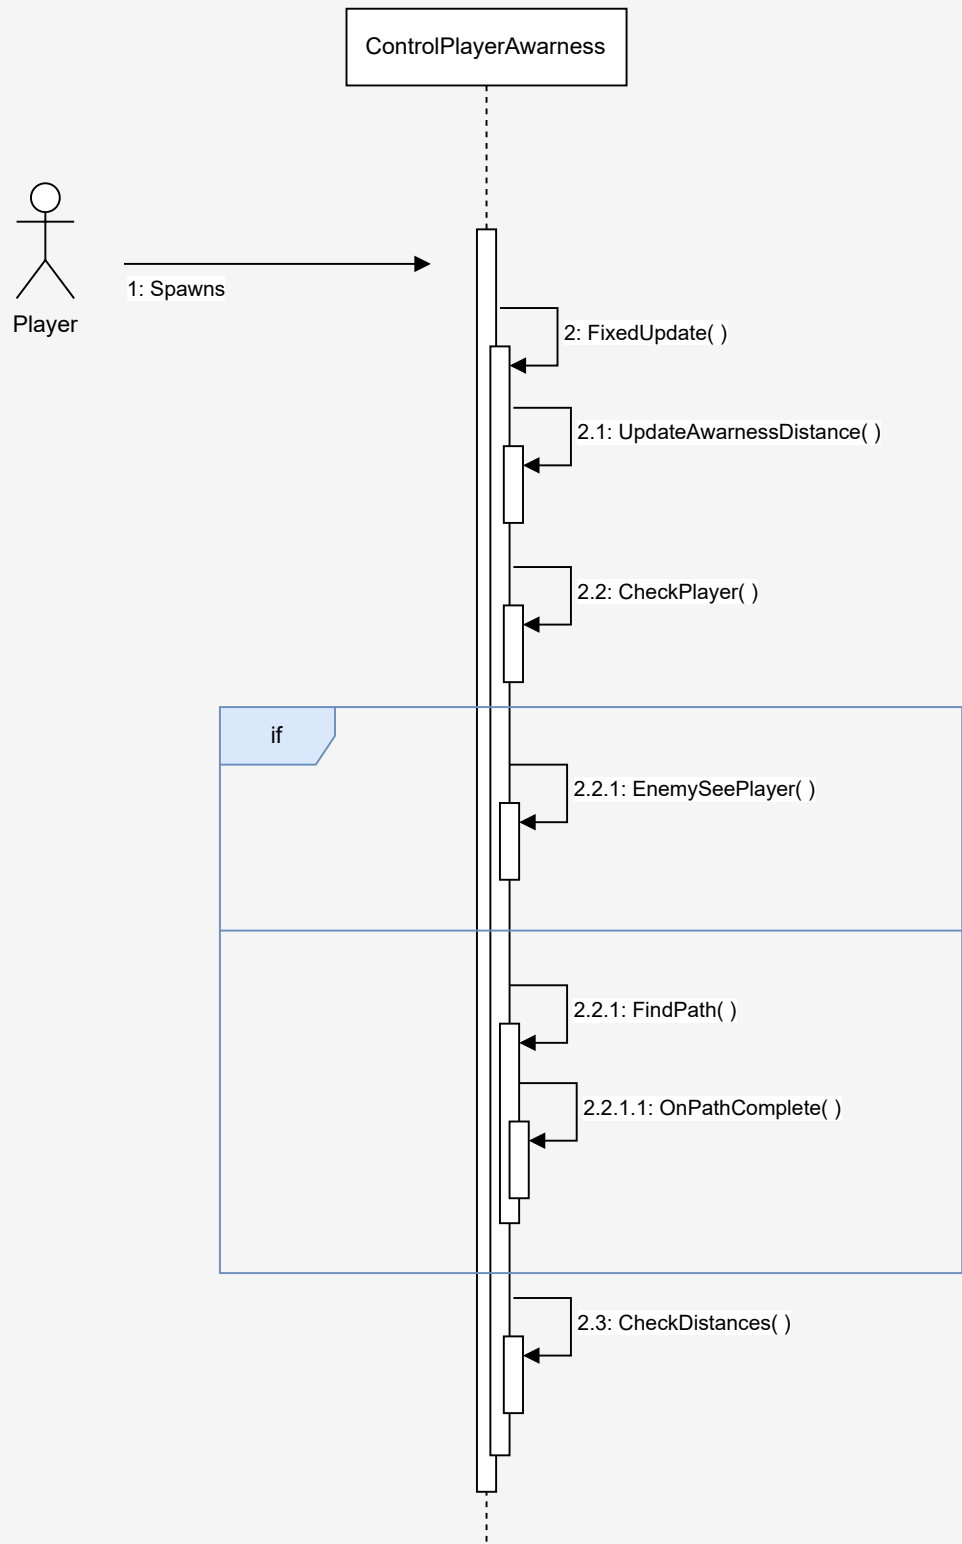 ControlPlayerAwarness
1: Spawns
Player
2: FixedUpdate( )
2.1: UpdateAwarnessDistance( )
2.2: CheckPlayer( )
if
2.2.1: EnemySeePlayer( )
2.2.1: FindPath( )
2.2.1.1: OnPathComplete( )
2.3: CheckDistances( )